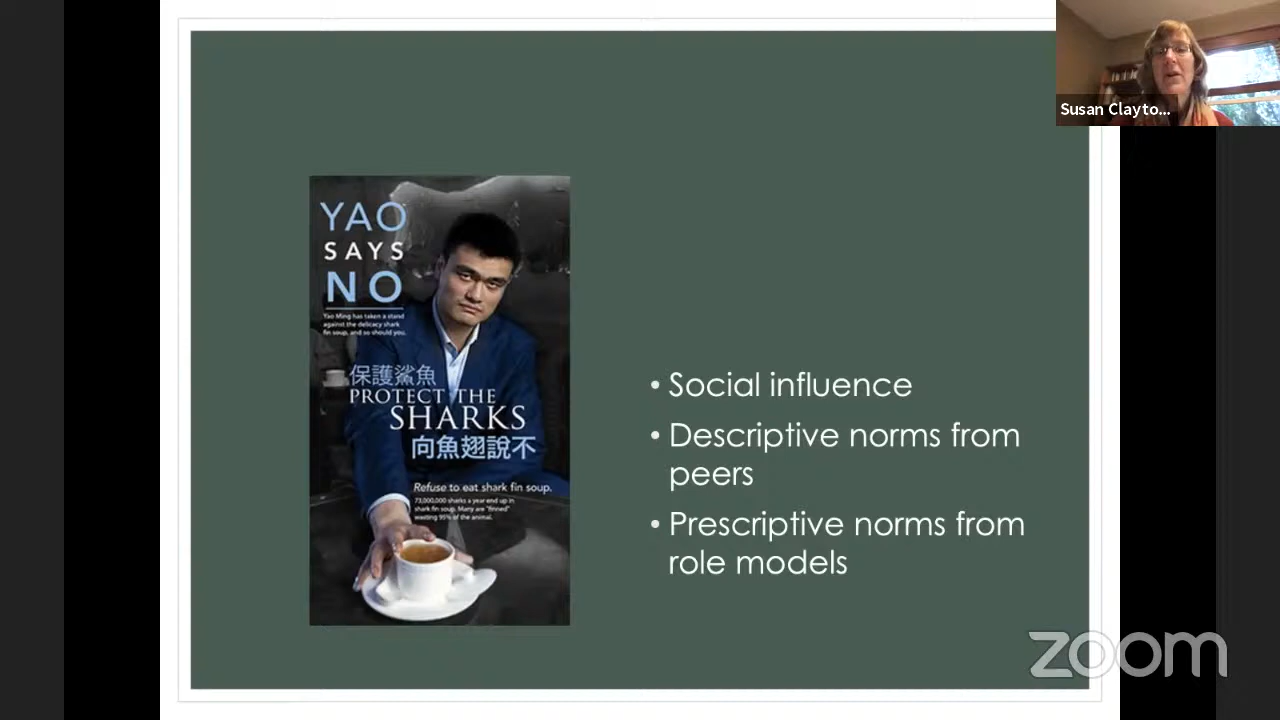 Susan Clayto...
YAO
SAYS
NO
Yao Ming has taken a stand
against the delicacy shark
fin soup, and so should you.
保護鯊魚
PROTECT THE
SHARKS
向魚翅說不
Refuse to eat shark fin soup.
73,000,000 sharks a year end up in
shark fin soup. Many are "finned"
wasting 95% of the animal.
• Social influence
• Descriptive norms from
peers
• Prescriptive norms from
role models
zoom